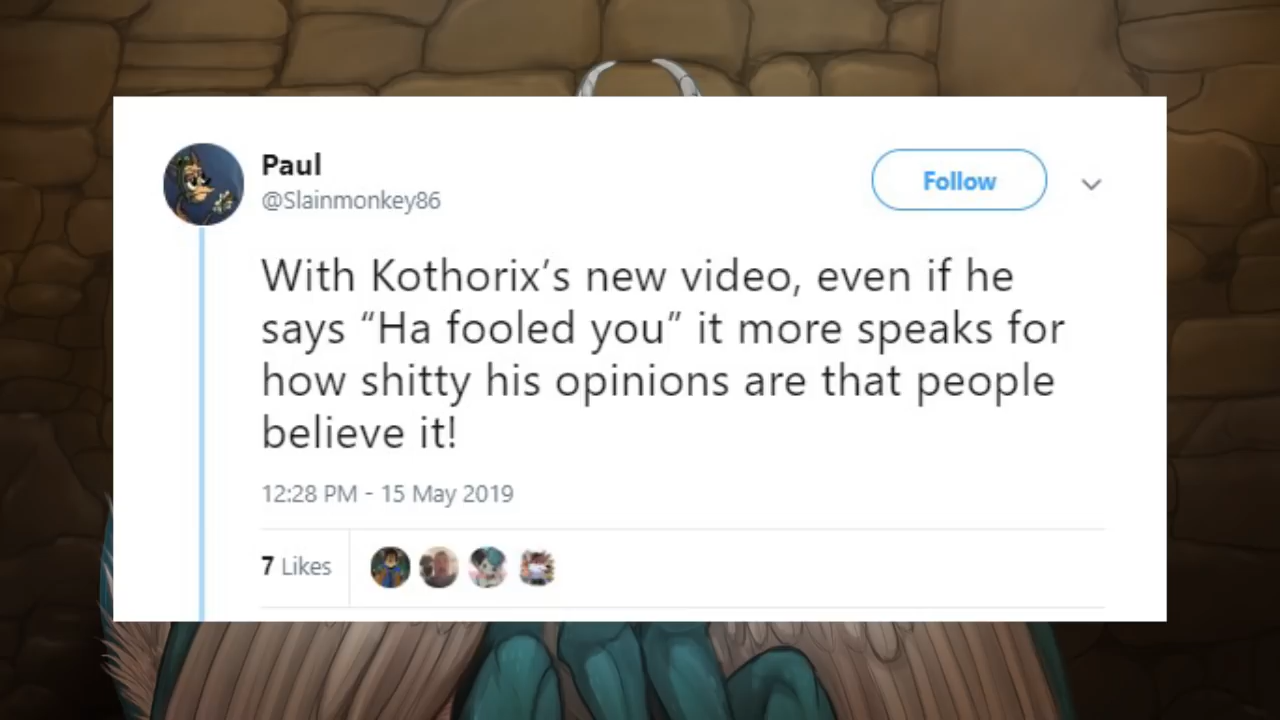 Paul
@Slainmonkey86
Follow
With Kothorix’s new video, even if he
says “Ha fooled you” it more speaks for
how shitty his opinions are that people
believe it!
12:28 PM - 15 May 2019
7 Likes